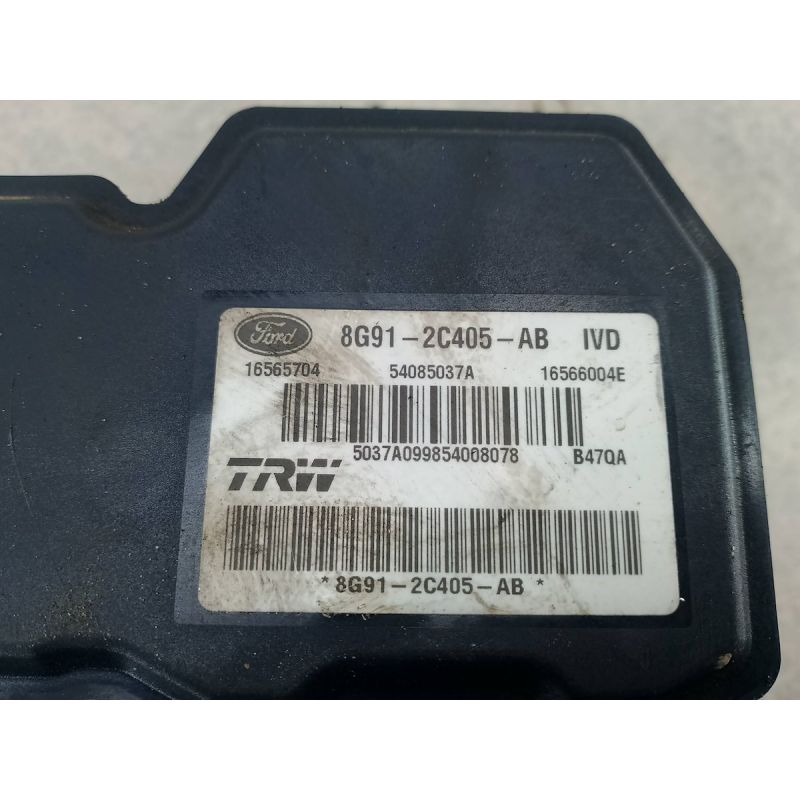 Ford 8G91-2C405-AB IVD
16565704 54085037A 16566004E
5037A099854008078 B47QA
TRW
*8G91-2C405-AB*